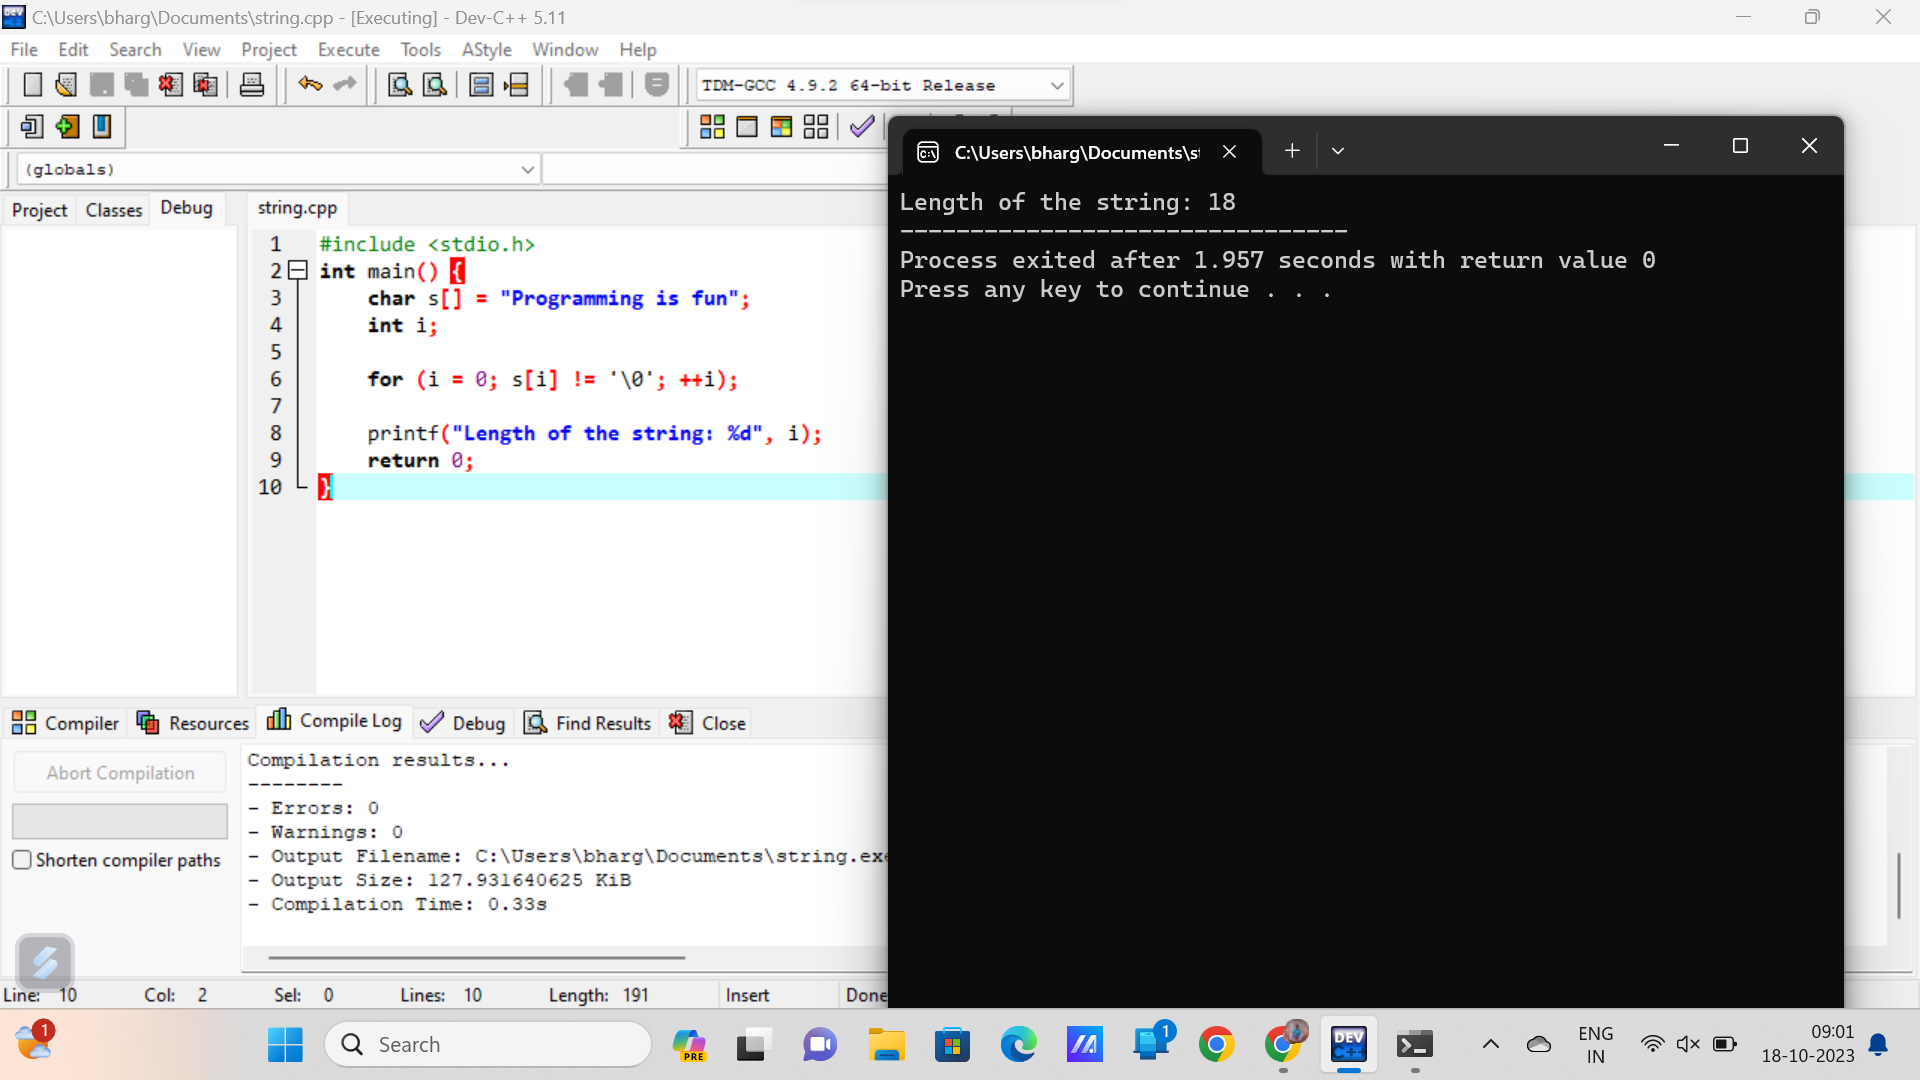 C:\Users\bharg\Documents\string.cpp - [Executing] - Dev-C++ 5.11
File Edit Search View Project Execute Tools AStyle Window Help
TDM-GCC 4.9.2 64-bit Release
(globals)
Project Classes Debug
string.cpp
1 #include <stdio.h>
2 int main() {
3 char s[] = "Programming is fun";
4 int i;
5
6 for (i = 0; s[i] != '\0'; ++i);
7
8 printf("Length of the string: %d", i);
9 return 0;
10 }
C:\Users\bharg\Documents\st
Length of the string: 18
--------------------------------
Process exited after 1.957 seconds with return value 0
Press any key to continue . . .
Compiler Resources Compile Log Debug Find Results Close
Abort Compilation
Shorten compiler paths
Compilation results...
--------
- Errors: 0
- Warnings: 0
- Output Filename: C:\Users\bharg\Documents\string.exe
- Output Size: 127.931640625 KiB
- Compilation Time: 0.33s
Line: 10 Col: 2 Sel: 0 Lines: 10 Length: 191 Insert Done
1
Search
PRE
1
DEV
C++
ENG
IN
09:01
18-10-2023